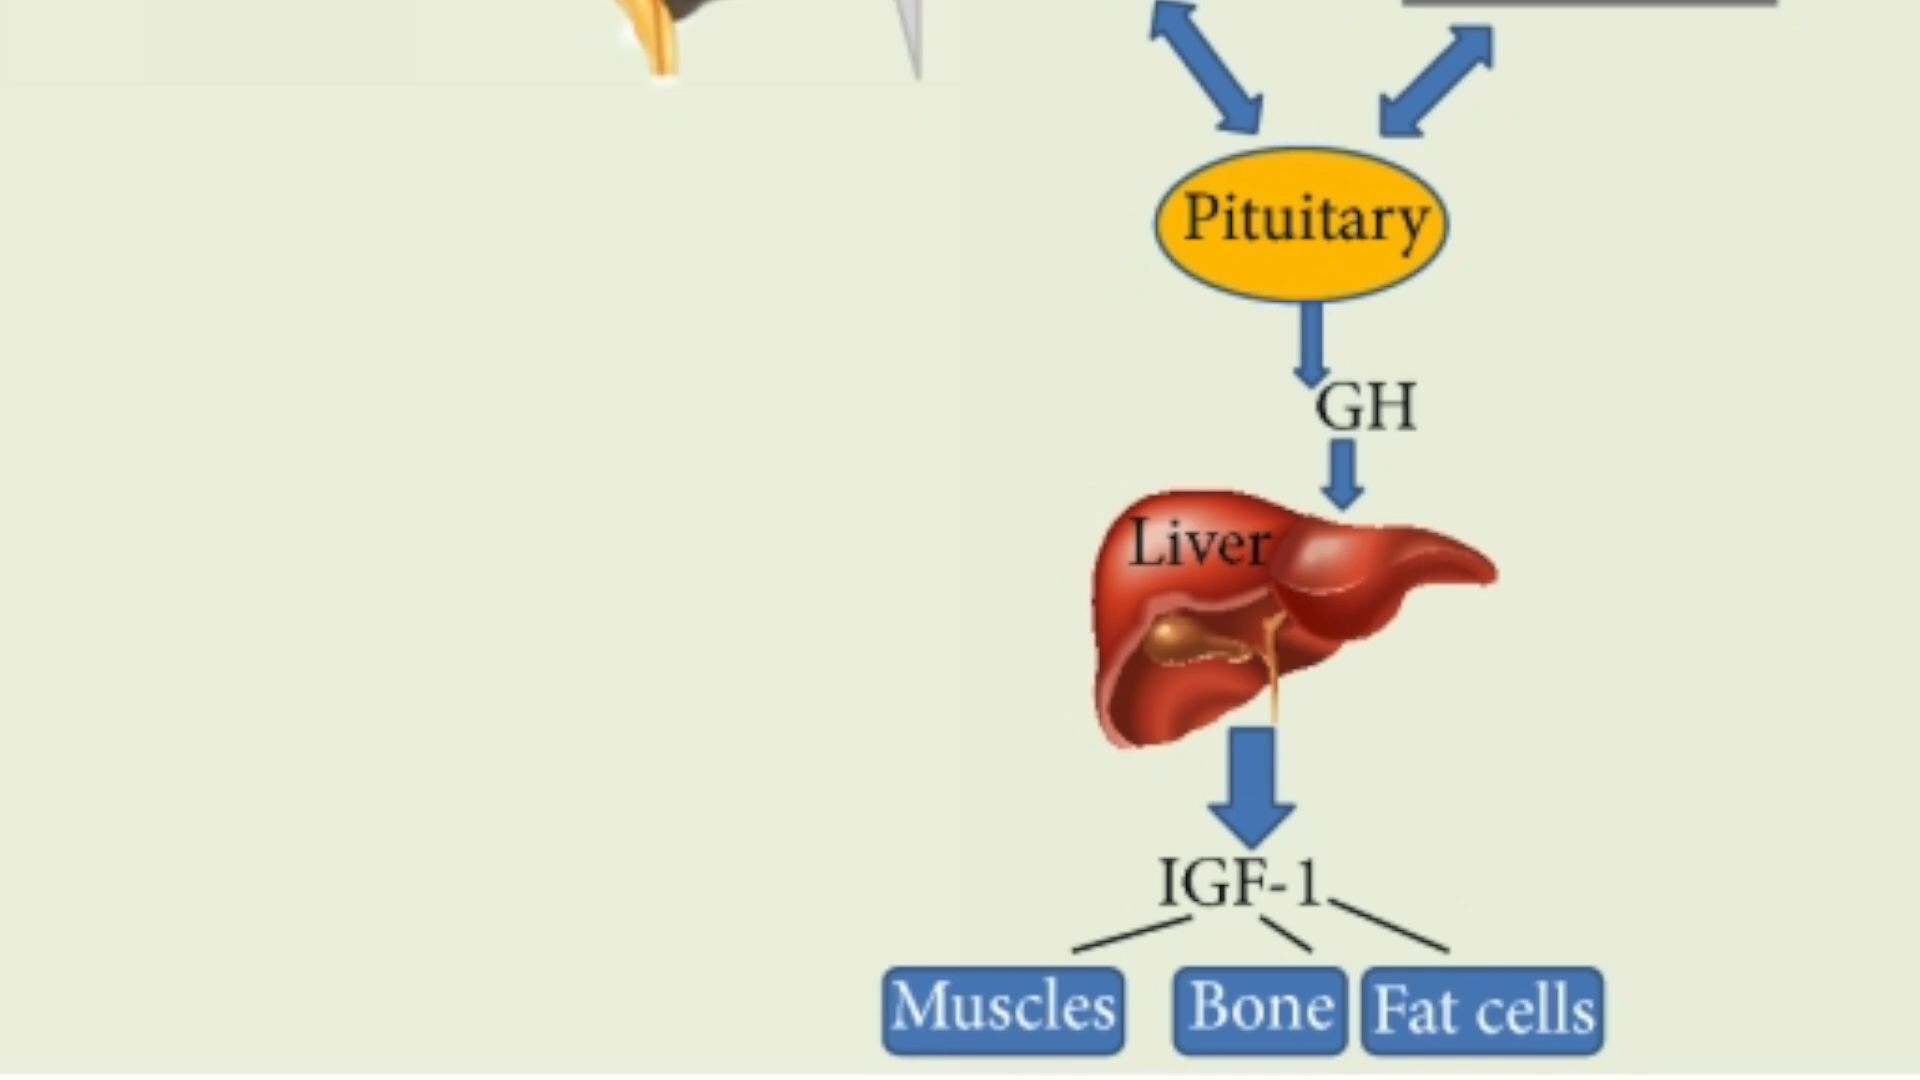 Pituitary
GH
Liver
IGF-1
Muscles
Bone
Fat cells